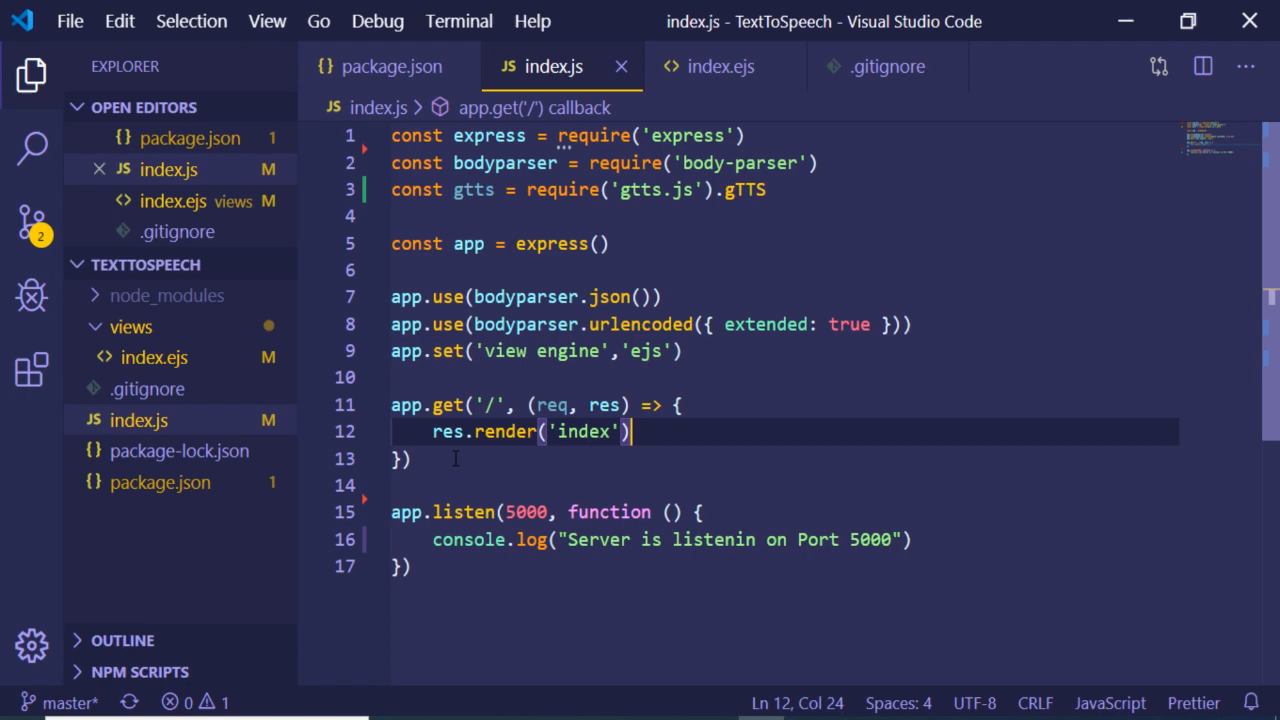 File Edit Selection View Go Debug Terminal Help index.js - TextToSpeech - Visual Studio Code
EXPLORER
OPEN EDITORS
{} package.json 1
JS index.js M
<> index.ejs views M
.gitignore
TEXTTOSPEECH
node_modules
views
<> index.ejs M
.gitignore
JS index.js M
{} package-lock.json
{} package.json 1
OUTLINE
NPM SCRIPTS
2
{} package.json JS index.js <> index.ejs .gitignore
JS index.js > app.get('/') callback
1 const express = require('express')
2 const bodyparser = require('body-parser')
3 const gtts = require('gtts.js').gTTS
4
5 const app = express()
6
7 app.use(bodyparser.json())
8 app.use(bodyparser.urlencoded({ extended: true }))
9 app.set('view engine','ejs')
10
11 app.get('/', (req, res) => {
12 res.render('index')
13 })
14
15 app.listen(5000, function () {
16 console.log("Server is listenin on Port 5000")
17 })
master* 0 1 Ln 12, Col 24 Spaces: 4 UTF-8 CRLF JavaScript Prettier